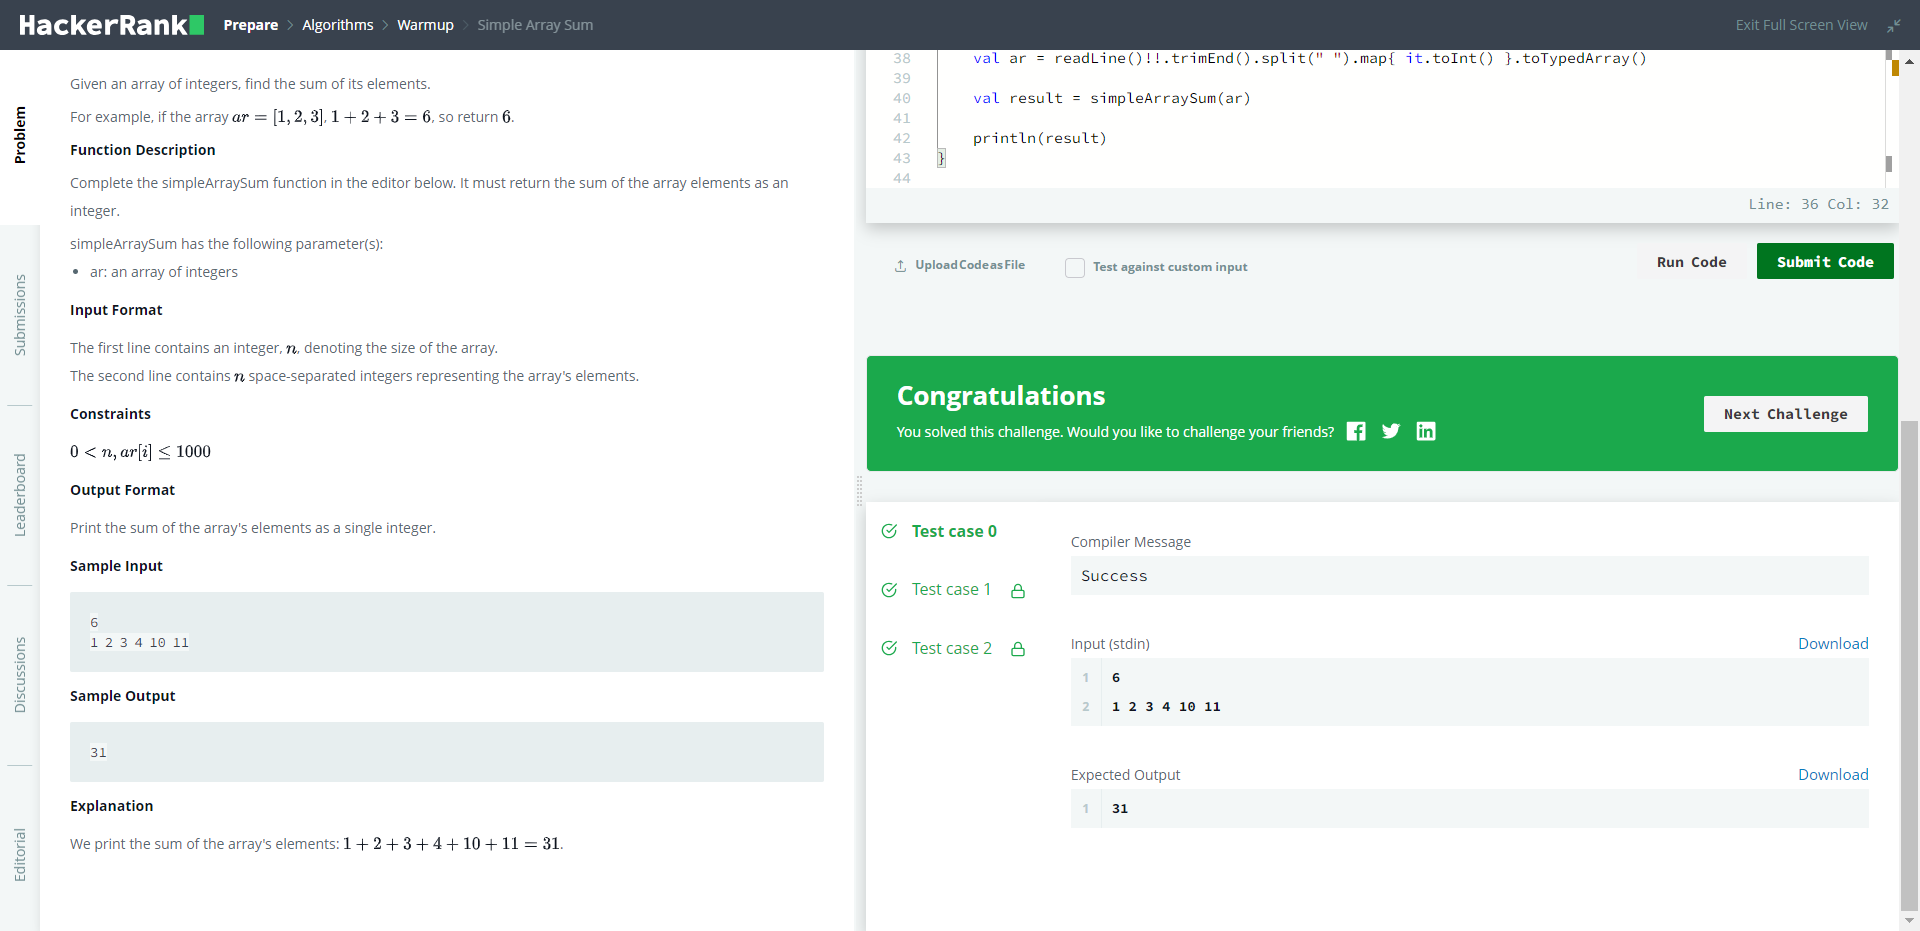 HackerRank Prepare > Algorithms > Warmup > Simple Array Sum
Exit Full Screen View
Problem
Submissions
Leaderboard
Discussions
Editorial
Given an array of integers, find the sum of its elements.
For example, if the array ar = [1, 2, 3], 1 + 2 + 3 = 6, so return 6.
Function Description
Complete the simpleArraySum function in the editor below. It must return the sum of the array elements as an
integer.
simpleArraySum has the following parameter(s):
• ar: an array of integers
Input Format
The first line contains an integer, n, denoting the size of the array.
The second line contains n space-separated integers representing the array's elements.
Constraints
0 < n, ar[i] ≤ 1000
Output Format
Print the sum of the array's elements as a single integer.
Sample Input
6
1 2 3 4 10 11
Sample Output
31
Explanation
We print the sum of the array's elements: 1 + 2 + 3 + 4 + 10 + 11 = 31.
38 val ar = readLine()!!.trimEnd().split(" ").map{ it.toInt() }.toTypedArray()
39
40 val result = simpleArraySum(ar)
41
42 println(result)
43 }
44
Line: 36 Col: 32
Upload Code as File
Test against custom input
Run Code
Submit Code
Congratulations
You solved this challenge. Would you like to challenge your friends?
Next Challenge
Test case 0
Test case 1
Test case 2
Compiler Message
Success
Input (stdin)
Download
1 6
2 1 2 3 4 10 11
Expected Output
Download
1 31